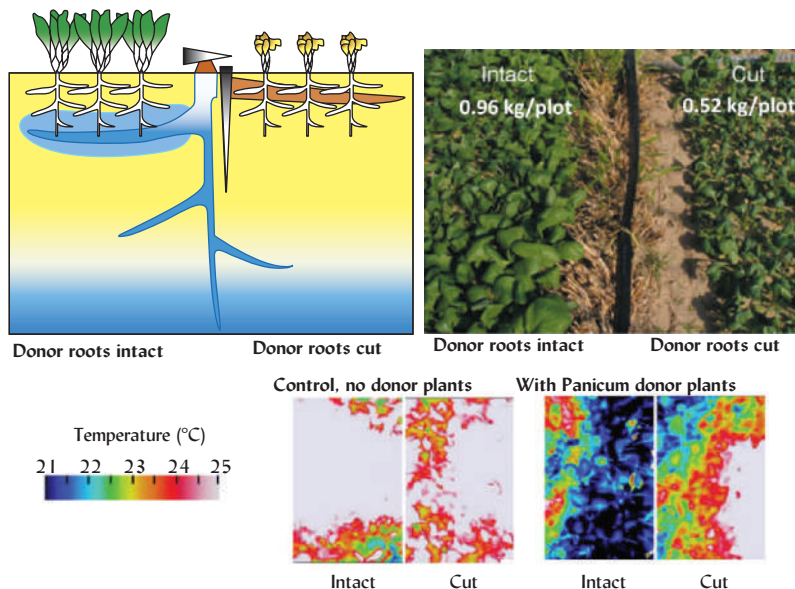 Intact
0.96 kg/plot
Cut
0.52 kg/plot
Donor roots intact
Donor roots cut
Donor roots intact
Donor roots cut
Control, no donor plants
With Panicum donor plants
Temperature (°C)
21 22 23 24 25
Intact
Cut
Intact
Cut